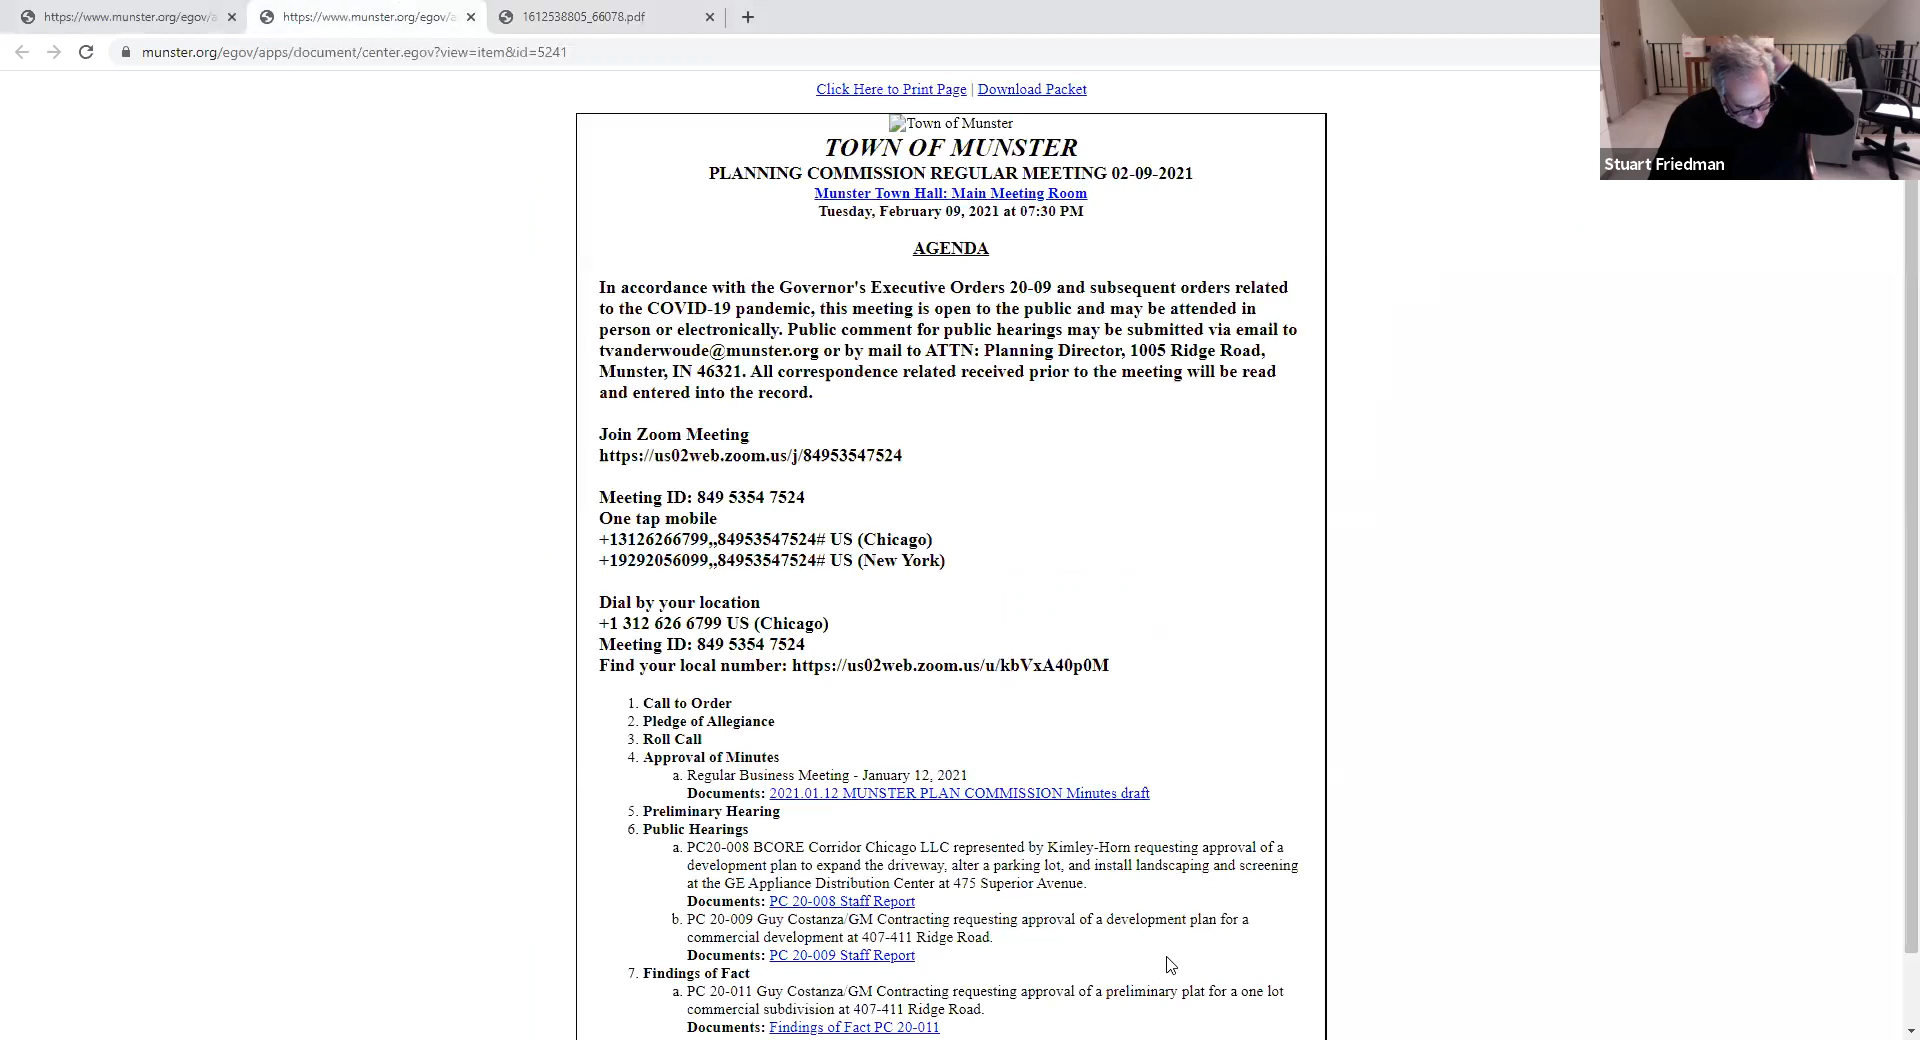 https://www.munster.org/egov/a
https://www.munster.org/egov/a
1612538805_66078.pdf
munster.org/egov/apps/document/center.egov?view=item&id=5241
Click Here to Print Page | Download Packet
Town of Munster
TOWN OF MUNSTER
PLANNING COMMISSION REGULAR MEETING 02-09-2021
Munster Town Hall: Main Meeting Room
Tuesday, February 09, 2021 at 07:30 PM
AGENDA
In accordance with the Governor's Executive Orders 20-09 and subsequent orders related
to the COVID-19 pandemic, this meeting is open to the public and may be attended in
person or electronically. Public comment for public hearings may be submitted via email to
tvanderwoude@munster.org or by mail to ATTN: Planning Director, 1005 Ridge Road,
Munster, IN 46321. All correspondence related received prior to the meeting will be read
and entered into the record.
Join Zoom Meeting
https://us02web.zoom.us/j/84953547524
Meeting ID: 849 5354 7524
One tap mobile
+13126266799,,84953547524# US (Chicago)
+19292056099,,84953547524# US (New York)
Dial by your location
+1 312 626 6799 US (Chicago)
Meeting ID: 849 5354 7524
Find your local number: https://us02web.zoom.us/u/kbVxA40p0M
1. Call to Order
2. Pledge of Allegiance
3. Roll Call
4. Approval of Minutes
a. Regular Business Meeting - January 12, 2021
Documents: 2021.01.12 MUNSTER PLAN COMMISSION Minutes draft
5. Preliminary Hearing
6. Public Hearings
a. PC20-008 BCORE Corridor Chicago LLC represented by Kimley-Horn requesting approval of a
development plan to expand the driveway, alter a parking lot, and install landscaping and screening
at the GE Appliance Distribution Center at 475 Superior Avenue.
Documents: PC 20-008 Staff Report
b. PC 20-009 Guy Costanza/GM Contracting requesting approval of a development plan for a
commercial development at 407-411 Ridge Road.
Documents: PC 20-009 Staff Report
7. Findings of Fact
a. PC 20-011 Guy Costanza/GM Contracting requesting approval of a preliminary plat for a one lot
commercial subdivision at 407-411 Ridge Road.
Documents: Findings of Fact PC 20-011
Stuart Friedman